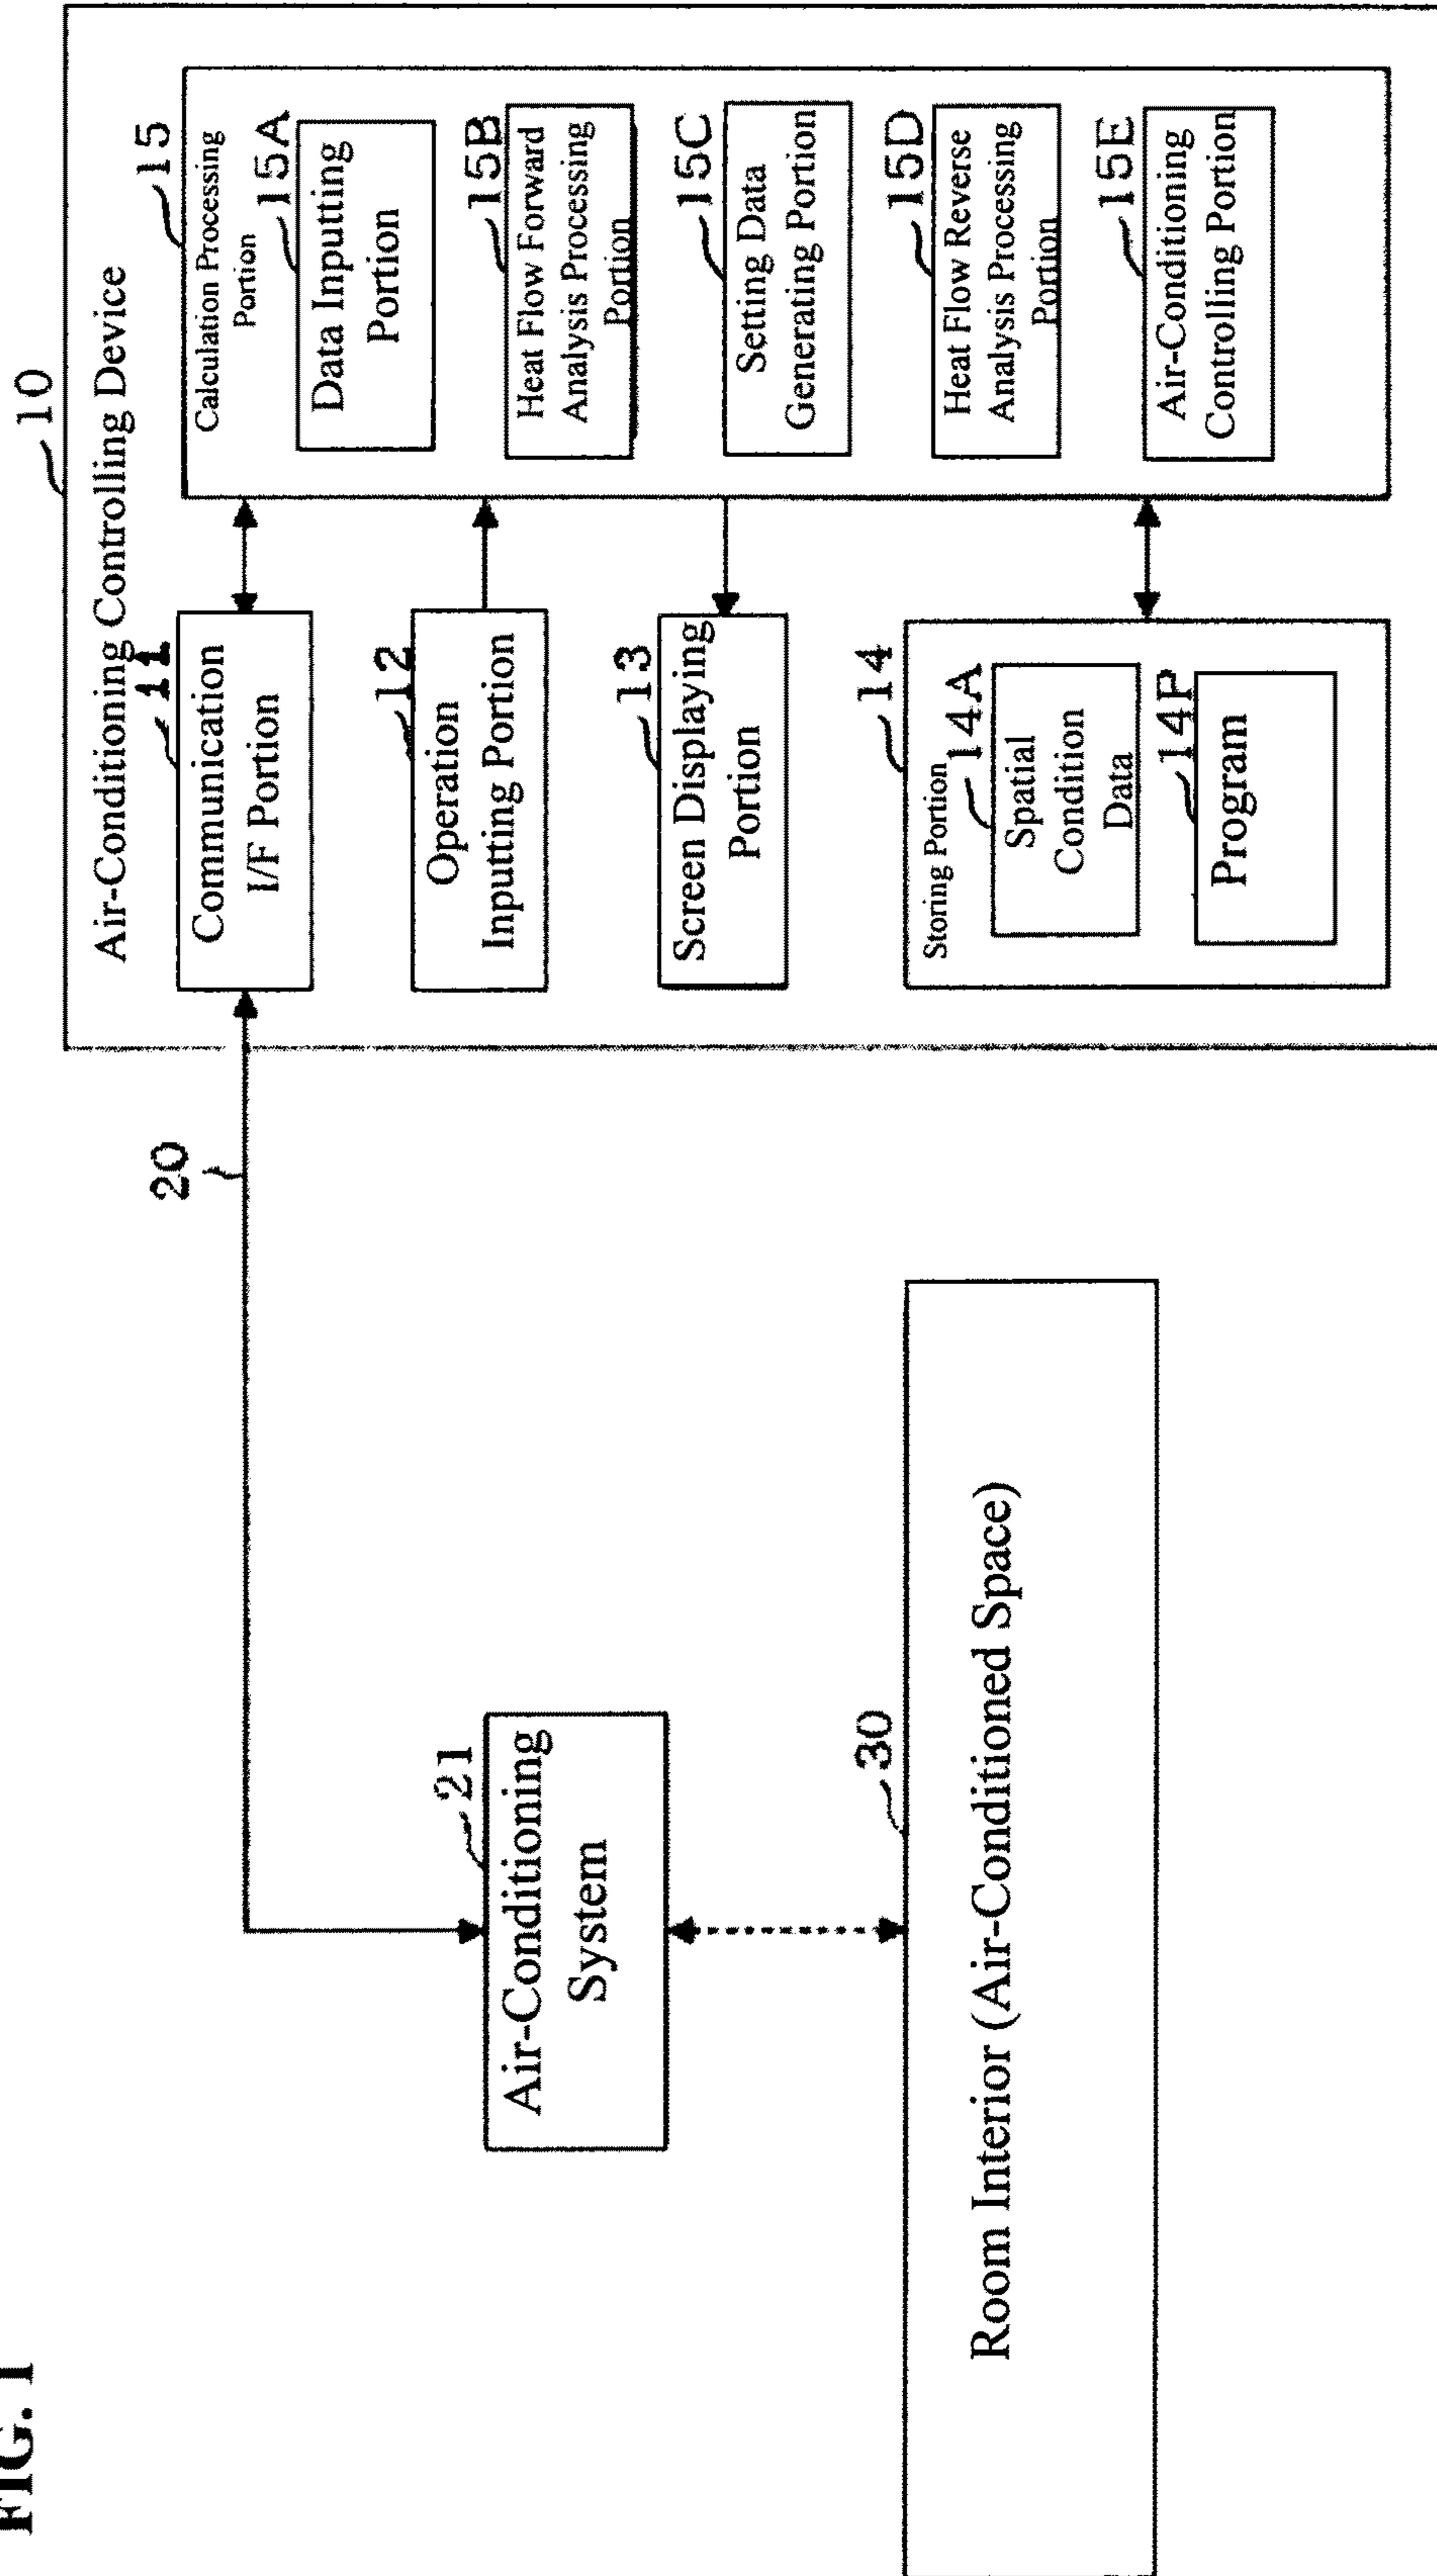 FIG. 1
10
Air-Conditioning Controlling Device
11
Communication
I/F Portion
12
Operation
Inputting Portion
13
Screen Displaying
Portion
14
Storing Portion
14A
Spatial
Condition
Data
14P
Program
15
Calculation Processing
Portion
15A
Data Inputting
Portion
15B
Heat Flow Forward
Analysis Processing
Portion
15C
Setting Data
Generating Portion
15D
Heat Flow Reverse
Analysis Processing
Portion
15E
Air-Conditioning
Controlling Portion
20
21
Air-Conditioning
System
30
Room Interior (Air-Conditioned Space)